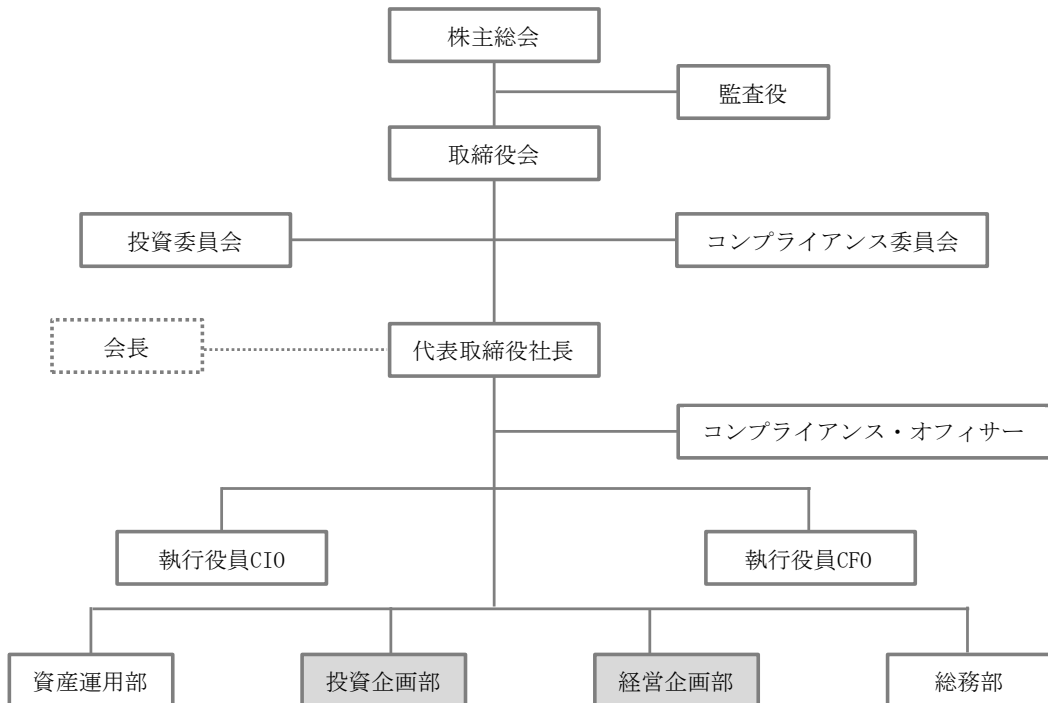 株主総会
監査役
取締役会
投資委員会
コンプライアンス委員会
会長
代表取締役社長
コンプライアンス・オフィサー
執行役員CIO
執行役員CFO
資産運用部
投資企画部
経営企画部
総務部